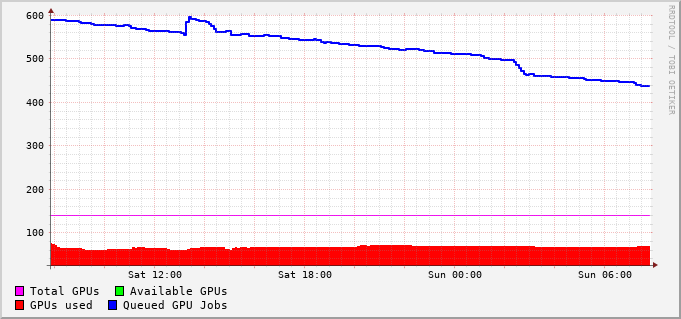 600
500
400
300
200
100
Sat 12:00 Sat 18:00 Sun 00:00 Sun 06:00
Total GPUs Available GPUs
GPUs used Queued GPU Jobs
RRDTOOL / TOBI OETIKER